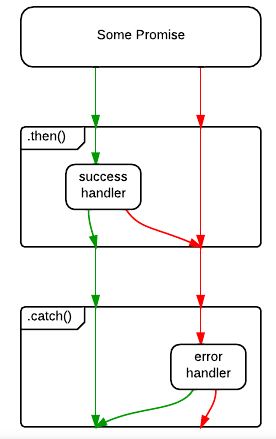 Some Promise
.then()
success
handler
.catch()
error
handler